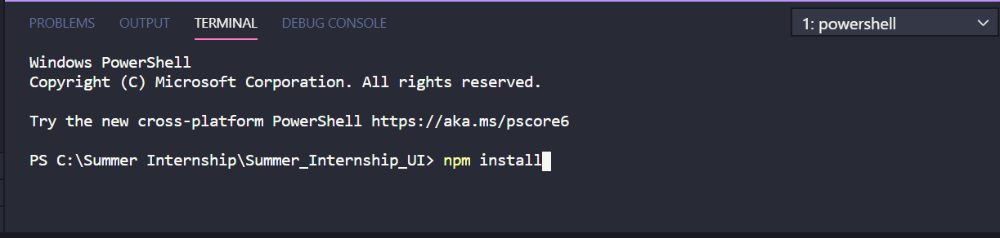 PROBLEMS OUTPUT TERMINAL DEBUG CONSOLE 1: powershell
Windows PowerShell
Copyright (C) Microsoft Corporation. All rights reserved.
Try the new cross-platform PowerShell https://aka.ms/pscore6
PS C:\Summer Internship\Summer_Internship_UI> npm install